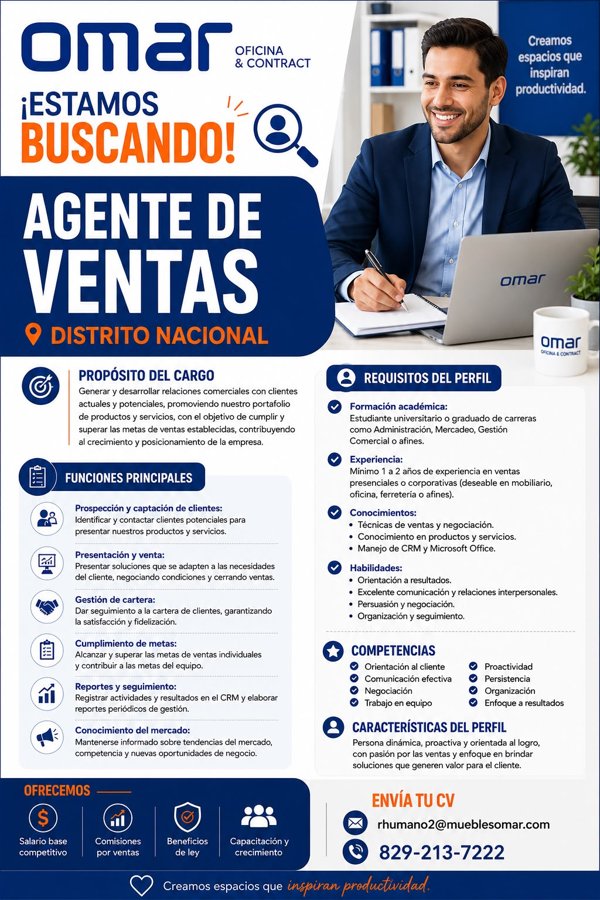 omar
OFICINA
& CONTRACT
Creamos
espacios que
inspiran
productividad.
¡ESTAMOS
BUSCANDO!
AGENTE DE
VENTAS
DISTRITO NACIONAL
omar
omar
OFICINA & CONTRACT
PROPÓSITO DEL CARGO
Generar y desarrollar relaciones comerciales con clientes
actuales y potenciales, promoviendo nuestro portafolio
de productos y servicios, con el objetivo de cumplir y
superar las metas de ventas establecidas, contribuyendo
al crecimiento y posicionamiento de la empresa.
FUNCIONES PRINCIPALES
Prospección y captación de clientes:
Identificar y contactar clientes potenciales para
presentar nuestros productos y servicios.
Presentación y venta:
Presentar soluciones que se adapten a las necesidades
del cliente, negociando condiciones y cerrando ventas.
Gestión de cartera:
Dar seguimiento a la cartera de clientes, garantizando
la satisfacción y fidelización.
Cumplimiento de metas:
Alcanzar y superar las metas de ventas individuales
y contribuir a las metas del equipo.
Reportes y seguimiento:
Registrar actividades y resultados en el CRM y elaborar
reportes periódicos de gestión.
Conocimiento del mercado:
Mantenerse informado sobre tendencias del mercado,
competencia y nuevas oportunidades de negocio.
REQUISITOS DEL PERFIL
Formación académica:
Estudiante universitario o graduado de carreras
como Administración, Mercadeo, Gestión
Comercial o afines.
Experiencia:
Mínimo 1 a 2 años de experiencia en ventas
presenciales o corporativas (deseable en mobiliario,
oficina, ferretería o afines).
Conocimientos:
• Técnicas de ventas y negociación.
• Conocimiento en productos y servicios.
• Manejo de CRM y Microsoft Office.
Habilidades:
• Orientación a resultados.
• Excelente comunicación y relaciones interpersonales.
• Persuasión y negociación.
• Organización y seguimiento.
COMPETENCIAS
Orientación al cliente
Comunicación efectiva
Negociación
Trabajo en equipo
Proactividad
Persistencia
Organización
Enfoque a resultados
CARACTERÍSTICAS DEL PERFIL
Persona dinámica, proactiva y orientada al logro,
con pasión por las ventas y enfoque en brindar
soluciones que generen valor para el cliente.
OFRECEMOS
Salario base
competitivo
Comisiones
por ventas
Beneficios
de ley
Capacitación y
crecimiento
ENVÍA TU CV
rhumano2@mueblesomar.com
829-213-7222
Creamos espacios que inspiran productividad.